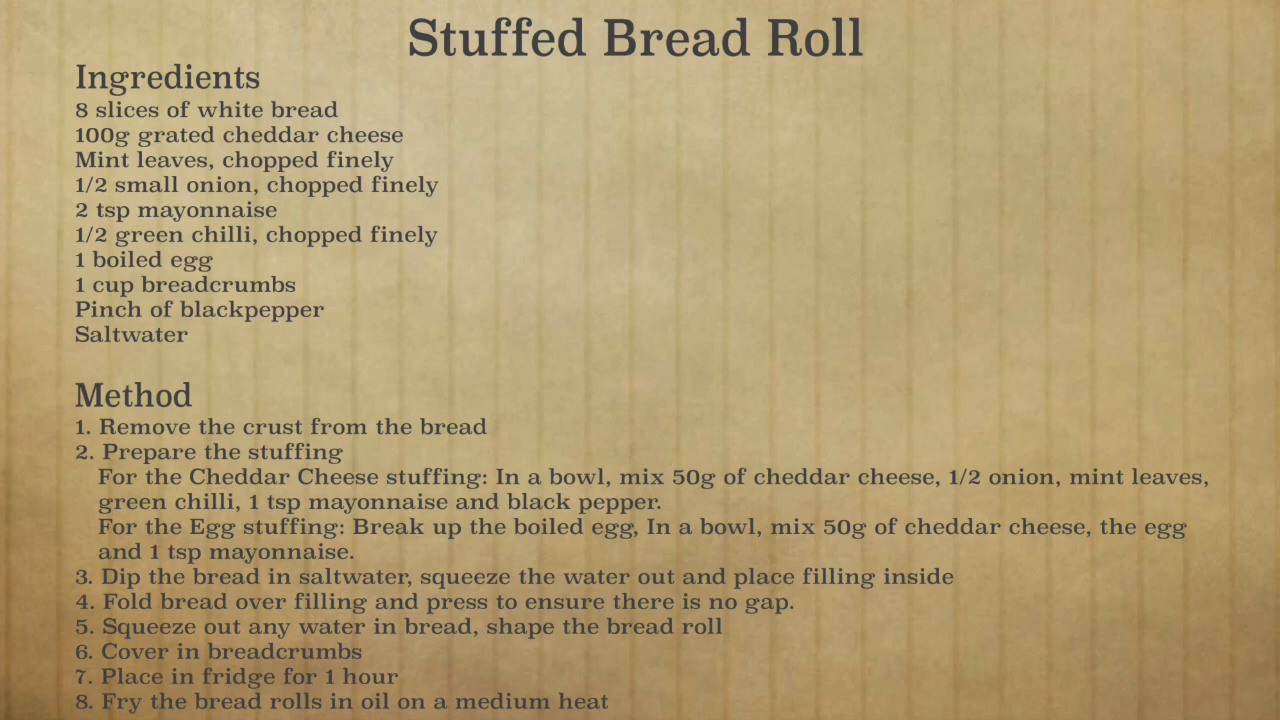 Stuffed Bread Roll
Ingredients
8 slices of white bread
100g grated cheddar cheese
Mint leaves, chopped finely
1/2 small onion, chopped finely
2 tsp mayonnaise
1/2 green chilli, chopped finely
1 boiled egg
1 cup breadcrumbs
Pinch of blackpepper
Saltwater
Method
1. Remove the crust from the bread
2. Prepare the stuffing
For the Cheddar Cheese stuffing: In a bowl, mix 50g of cheddar cheese, 1/2 onion, mint leaves,
green chilli, 1 tsp mayonnaise and black pepper.
For the Egg stuffing: Break up the boiled egg, In a bowl, mix 50g of cheddar cheese, the egg
and 1 tsp mayonnaise.
3. Dip the bread in saltwater, squeeze the water out and place filling inside
4. Fold bread over filling and press to ensure there is no gap.
5. Squeeze out any water in bread, shape the bread roll
6. Cover in breadcrumbs
7. Place in fridge for 1 hour
8. Fry the bread rolls in oil on a medium heat